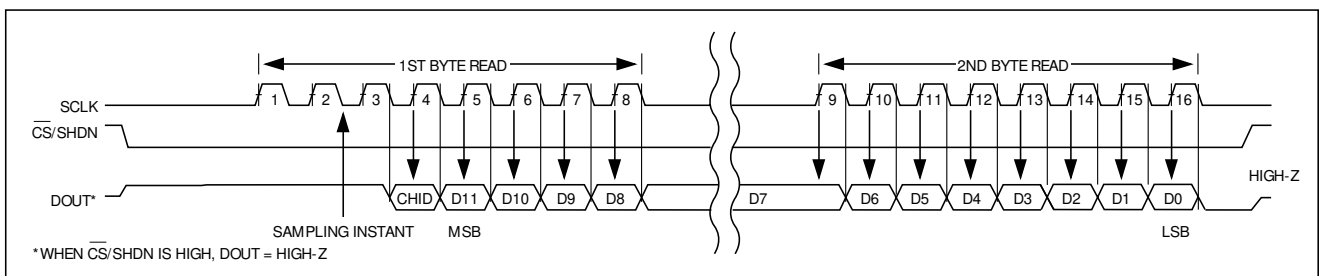 1ST BYTE READ
2ND BYTE READ
SCLK
1 2 3 4 5 6 7 8 9 10 11 12 13 14 15 16
CS/SHDN
HIGH-Z
DOUT*
CHID D11 D10 D9 D8 D7 D6 D5 D4 D3 D2 D1 D0
SAMPLING INSTANT MSB LSB
*WHEN CS/SHDN IS HIGH, DOUT = HIGH-Z